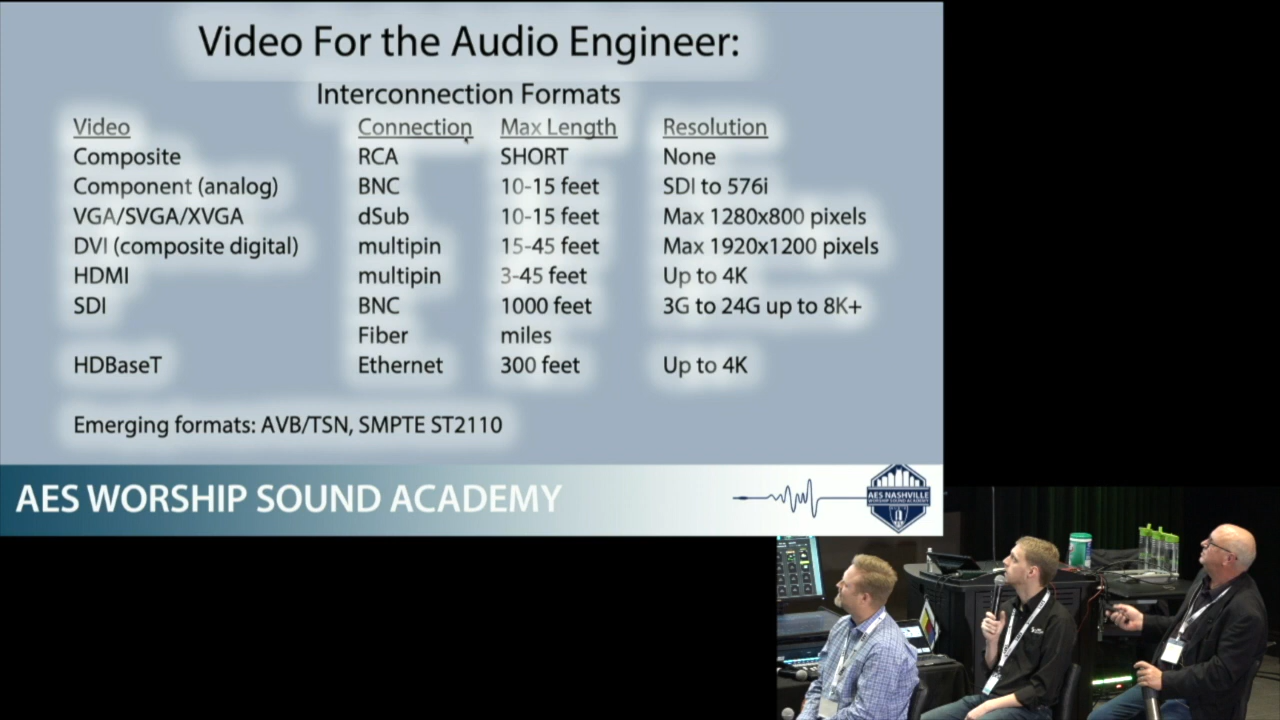 Video For the Audio Engineer:
Interconnection Formats
Video Connection Max Length Resolution
Composite RCA SHORT None
Component (analog) BNC 10-15 feet SDI to 576i
VGA/SVGA/XVGA dSub 10-15 feet Max 1280x800 pixels
DVI (composite digital) multipin 15-45 feet Max 1920x1200 pixels
HDMI multipin 3-45 feet Up to 4K
SDI BNC 1000 feet 3G to 24G up to 8K+
Fiber miles
HDBaseT Ethernet 300 feet Up to 4K
Emerging formats: AVB/TSN, SMPTE ST2110
AES WORSHIP SOUND ACADEMY
AES NASHVILLE
WORSHIP SOUND ACADEMY